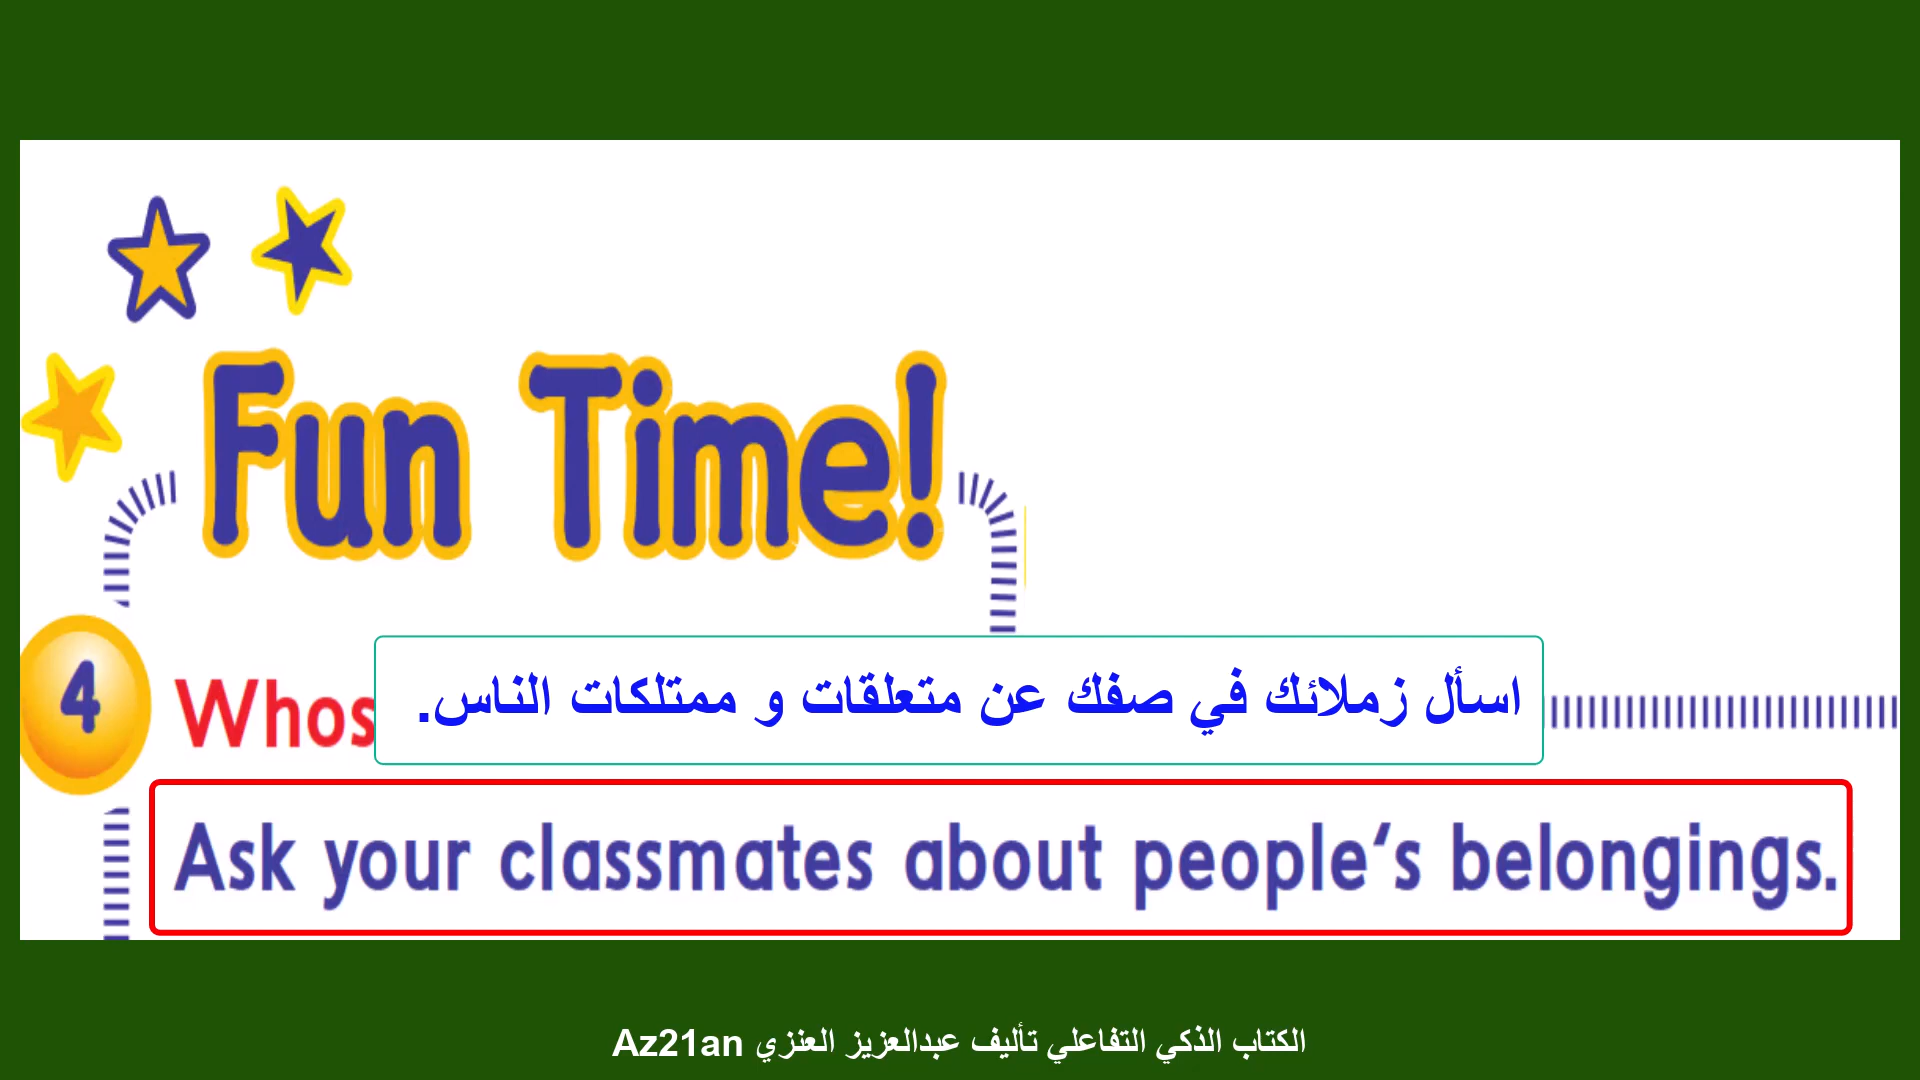 Fun Time!
4
Whos
اسأل زملائك في صفك عن متعلقات و ممتلكات الناس.
Ask your classmates about people‘s belongings.
الكتاب الذكي التفاعلي تأليف عبدالعزيز العنزي Az21an